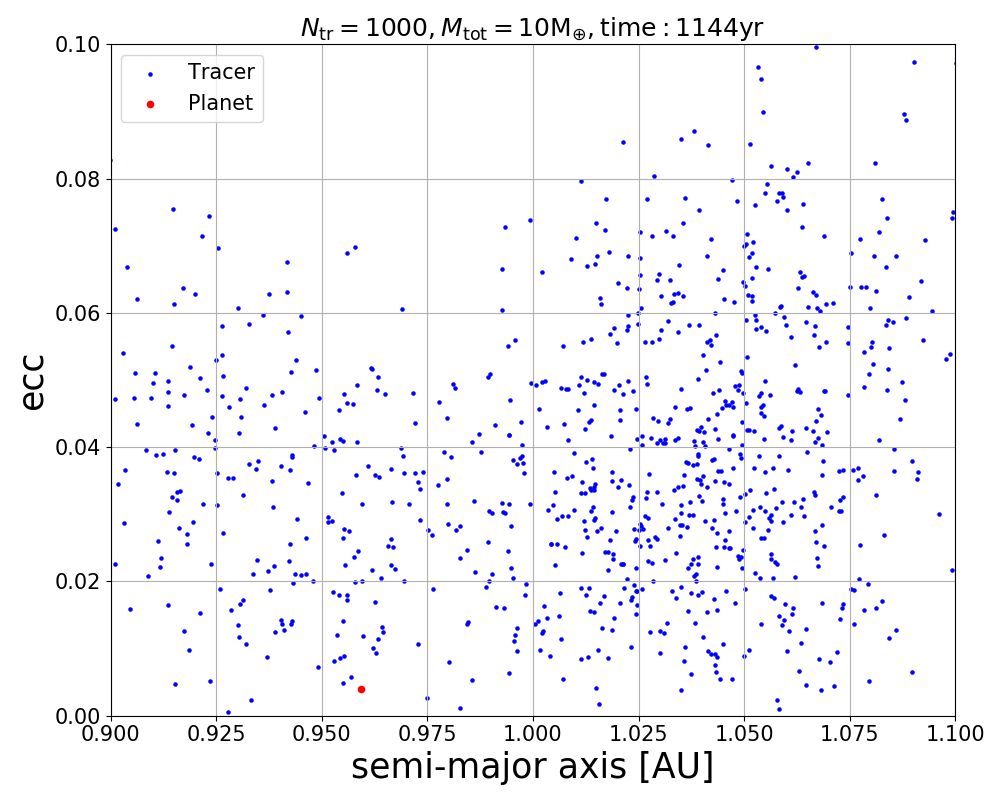 N_tr = 1000, M_tot = 10M_⊕, time : 1144yr
0.10
Tracer
Planet
0.08
0.06
ecc
0.04
0.02
0.00
0.900 0.925 0.950 0.975 1.000 1.025 1.050 1.075 1.100
semi-major axis [AU]